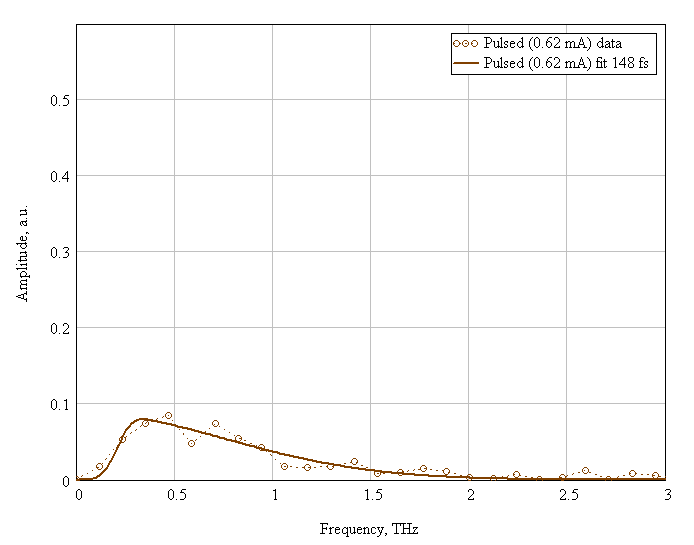 Pulsed (0.62 mA) data
Pulsed (0.62 mA) fit 148 fs
0.5
0.4
0.3
0.2
0.1
0
Amplitude, a.u.
0 0.5 1 1.5 2 2.5 3
Frequency, THz